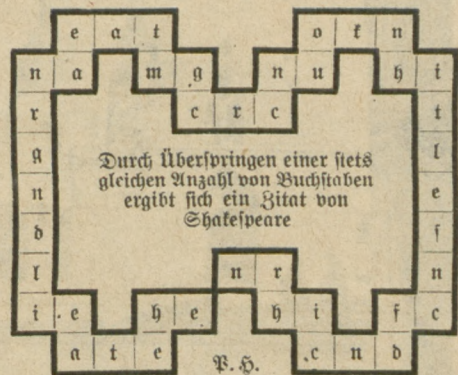 e a t o k n
n a m g n u h i
r c r c t
g l
n e
d s
l n r n
i e h e h i s c
a t e c n d
Durch Überspringen einer stets
gleichen Anzahl von Buchstaben
ergibt sich ein Zitat von
Shakespeare
P. H.